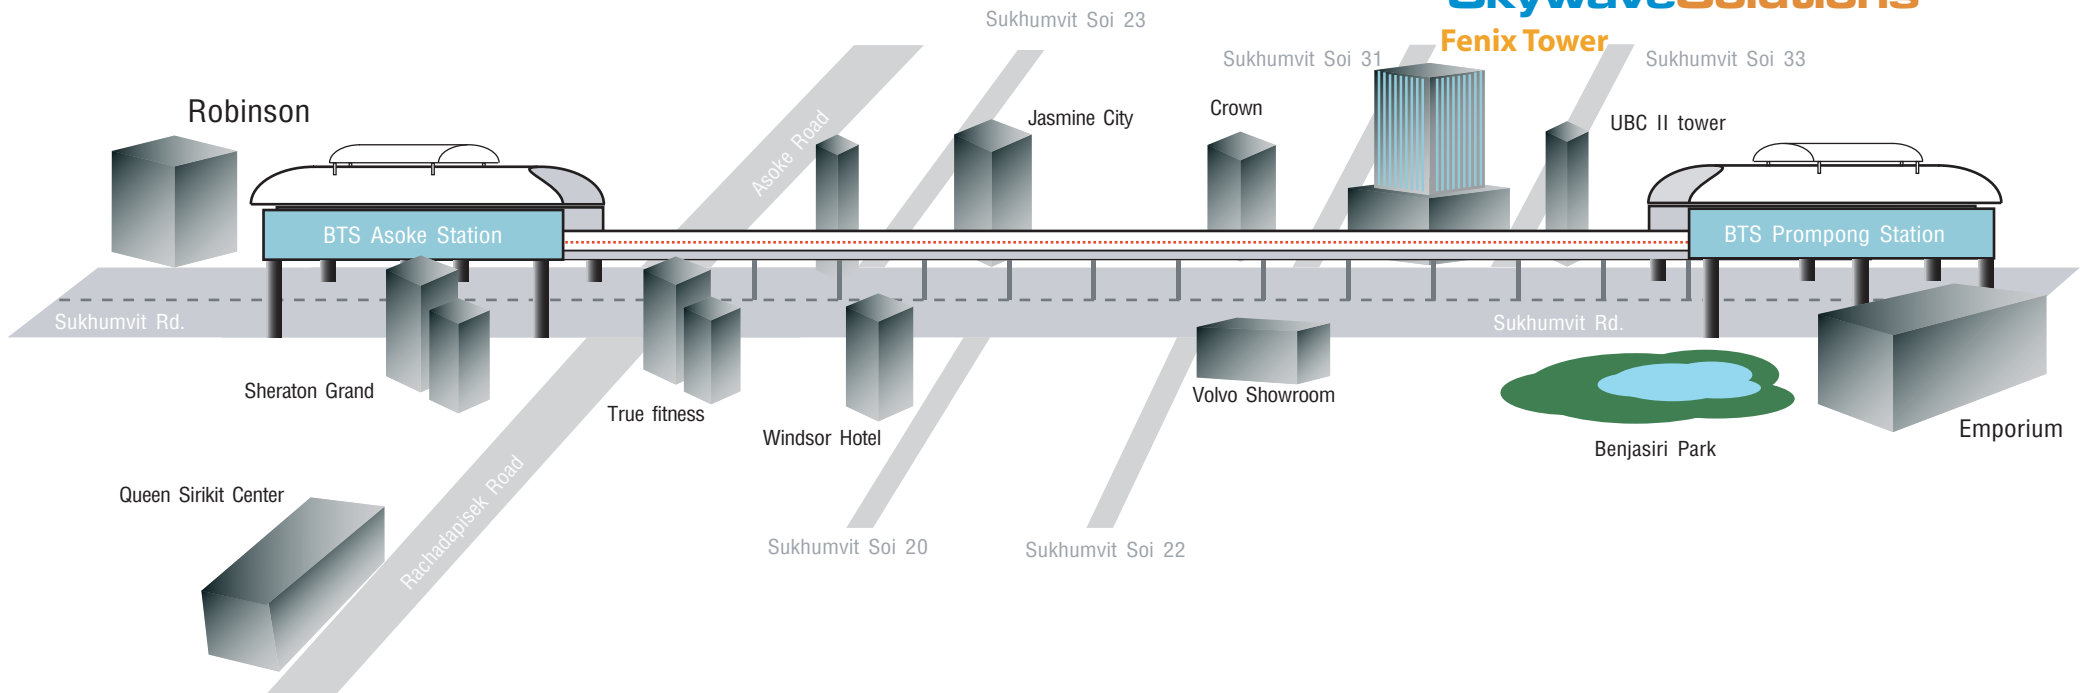 Sukhumvit Soi 23
SkywaveSolutions
Fenix Tower
Sukhumvit Soi 31
Sukhumvit Soi 33
Robinson
Crown
Jasmine City
UBC II tower
Asoke Road
BTS Asoke Station
BTS Prompong Station
Sukhumvit Rd.
Sukhumvit Rd.
Sheraton Grand
True fitness
Volvo Showroom
Windsor Hotel
Benjasiri Park
Emporium
Queen Sirikit Center
Rachadapisek Road
Sukhumvit Soi 20
Sukhumvit Soi 22